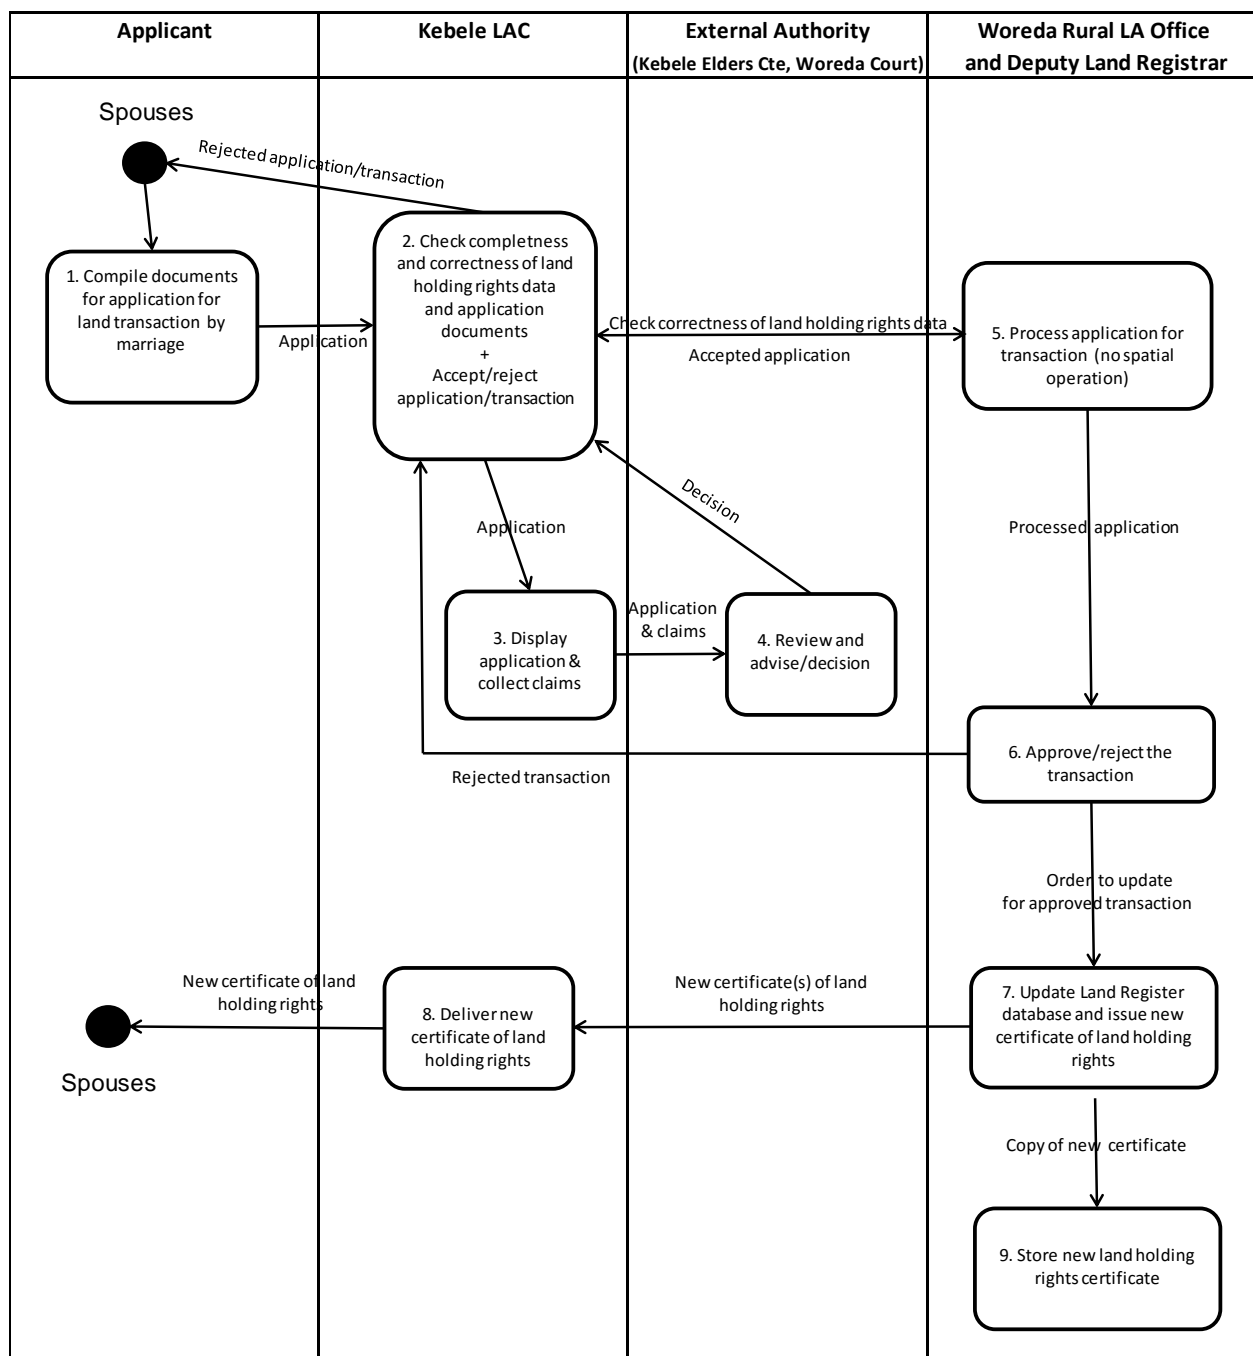 Applicant
Kebele LAC
External Authority
(Kebele Elders Cte, Woreda Court)
Woreda Rural LA Office
and Deputy Land Registrar
Spouses
Rejected application/transaction
1. Compile documents
for application for
land transaction by
marriage
Application
2. Check completness
and correctness of land
holding rights data
and application
documents
+
Accept/reject
application/transaction
Check correctness of land holding rights data
Accepted application
5. Process application for
transaction (no spatial
operation)
Decision
Application
Processed application
3. Display
application &
collect claims
Application
& claims
4. Review and
advise/decision
Rejected transaction
6. Approve/reject the
transaction
Order to update
for approved transaction
New certificate of land
holding rights
Spouses
8. Deliver new
certificate of land
holding rights
New certificate(s) of land
holding rights
7. Update Land Register
database and issue new
certificate of land holding
rights
Copy of new certificate
9. Store new land holding
rights certificate